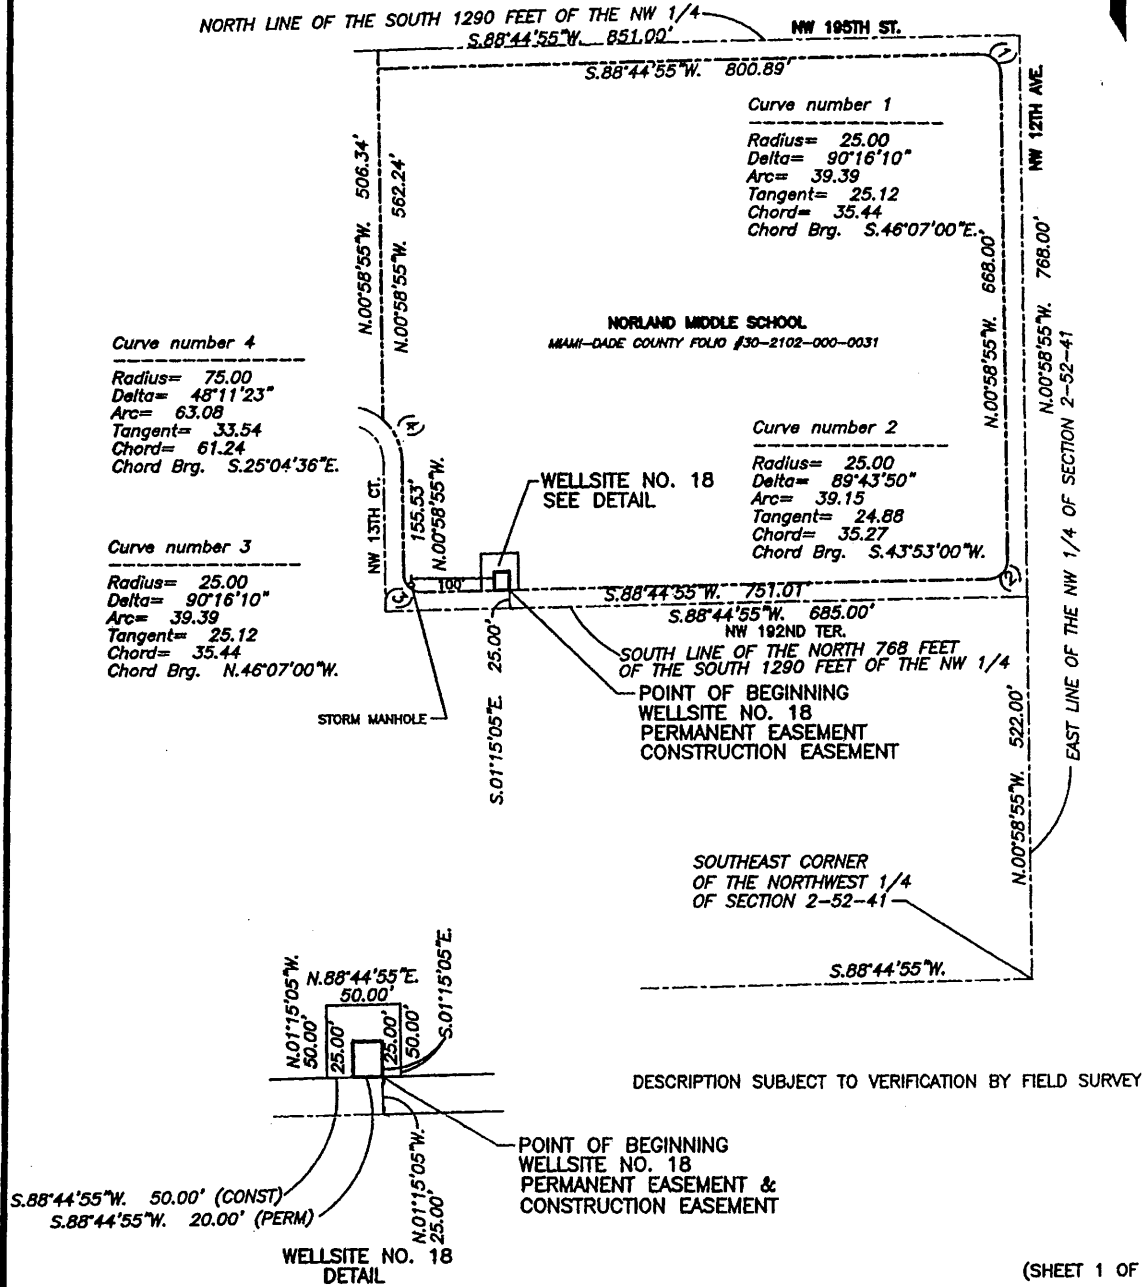 NORTH LINE OF THE SOUTH 1290 FEET OF THE NW 1/4
S.88°44'55"W. 851.00'
NW 195TH ST.
S.88°44'55"W. 800.89'
NW 12TH AVE.
N.00°58'55"W. 506.34'
N.00°58'55"W. 562.24'
Curve number 1
Radius= 25.00
Delta= 90°16'10"
Arc= 39.39
Tangent= 25.12
Chord= 35.44
Chord Brg. S.46°07'00"E.
N.00°58'55"W. 668.00'
N.00°58'55"W. 768.00'
NORLAND MIDDLE SCHOOL
MIAMI-DADE COUNTY FOLIO #30-2102-000-0031
Curve number 4
Radius= 75.00
Delta= 48°11'23"
Arc= 63.08
Tangent= 33.54
Chord= 61.24
Chord Brg. S.25°04'36"E.
Curve number 2
Radius= 25.00
Delta= 89°43'50"
Arc= 39.15
Tangent= 24.88
Chord= 35.27
Chord Brg. S.43°53'00"W.
WELLSITE NO. 18
SEE DETAIL
NW 13TH CT.
155.53'
N.00°58'55"W.
Curve number 3
Radius= 25.00
Delta= 90°16'10"
Arc= 39.39
Tangent= 25.12
Chord= 35.44
Chord Brg. N.46°07'00"W.
(1)
(2)
(3)
(4)
100'
S.88°44'55"W. 751.01'
S.88°44'55"W. 685.00'
NW 192ND TER.
SOUTH LINE OF THE NORTH 768 FEET
OF THE SOUTH 1290 FEET OF THE NW 1/4
S.01°15'05"E. 25.00'
POINT OF BEGINNING
WELLSITE NO. 18
PERMANENT EASEMENT
CONSTRUCTION EASEMENT
STORM MANHOLE
EAST LINE OF THE NW 1/4 OF SECTION 2-52-41
N.00°58'55"W. 522.00'
SOUTHEAST CORNER
OF THE NORTHWEST 1/4
OF SECTION 2-52-41
S.88°44'55"W.
N.01°15'05"W.
50.00'
N.88°44'55"E.
50.00'
25.00'
25.00'
50.00'
S.01°15'05"E.
DESCRIPTION SUBJECT TO VERIFICATION BY FIELD SURVEY
POINT OF BEGINNING
WELLSITE NO. 18
PERMANENT EASEMENT &
CONSTRUCTION EASEMENT
S.88°44'55"W. 50.00' (CONST)
S.88°44'55"W. 20.00' (PERM)
N.01°15'05"W.
25.00'
WELLSITE NO. 18
DETAIL
(SHEET 1 OF